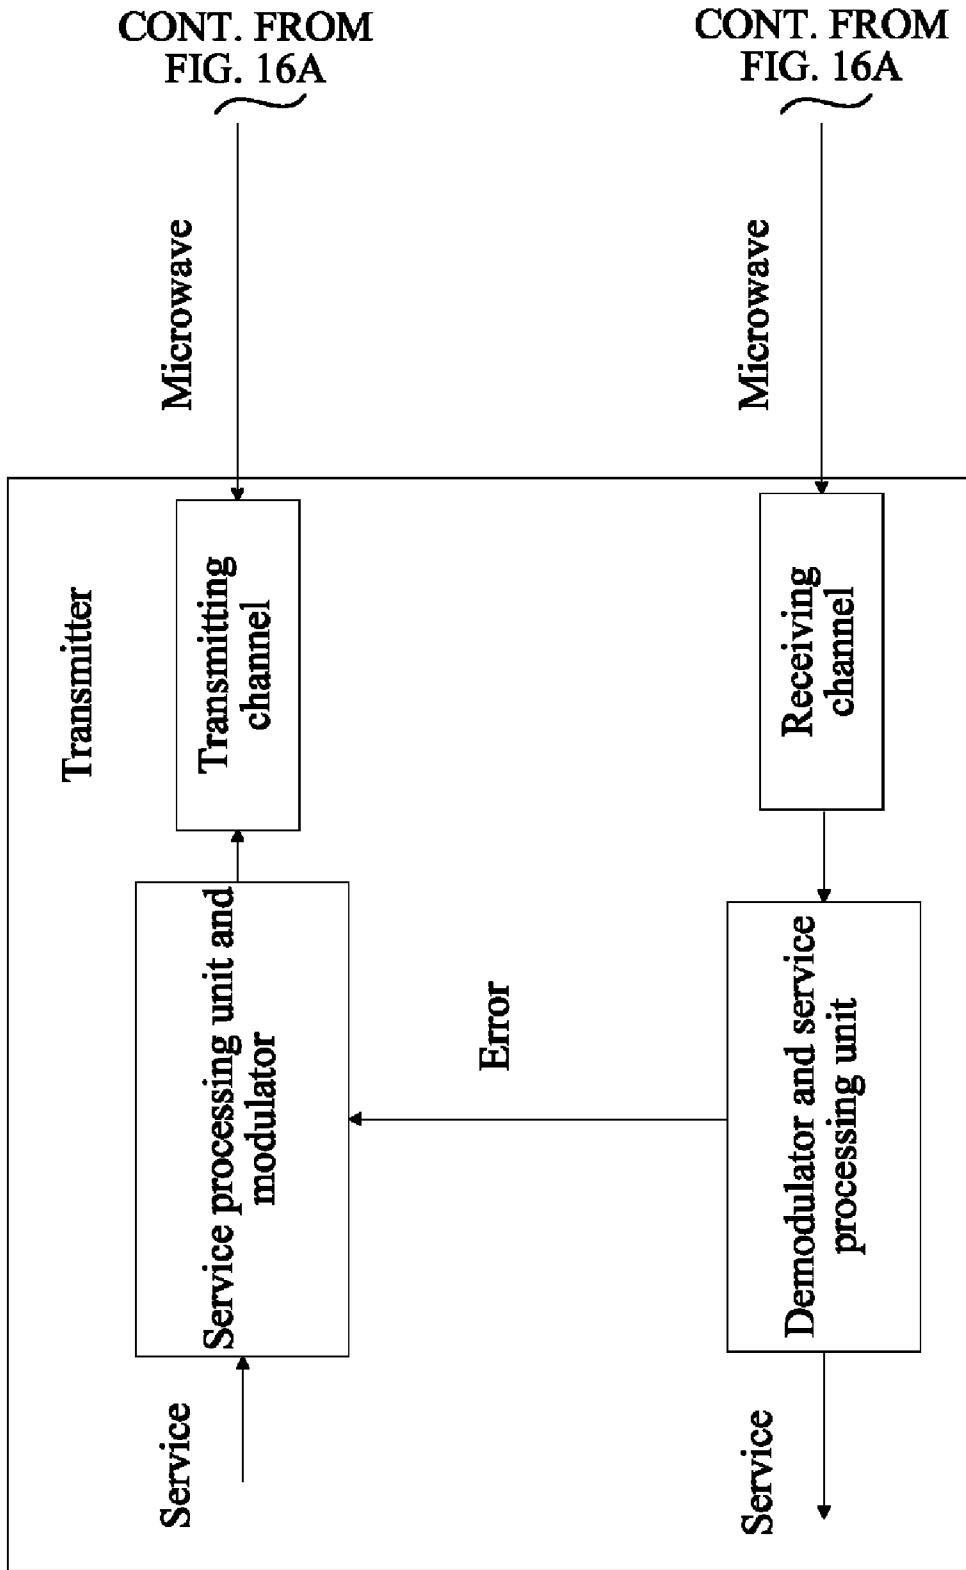 CONT. FROM
FIG. 16A
CONT. FROM
FIG. 16A
Microwave
Microwave
Transmitter
Transmitting
channel
Receiving
channel
Service processing unit and
modulator
Error
Demodulator and service
processing unit
Service
Service